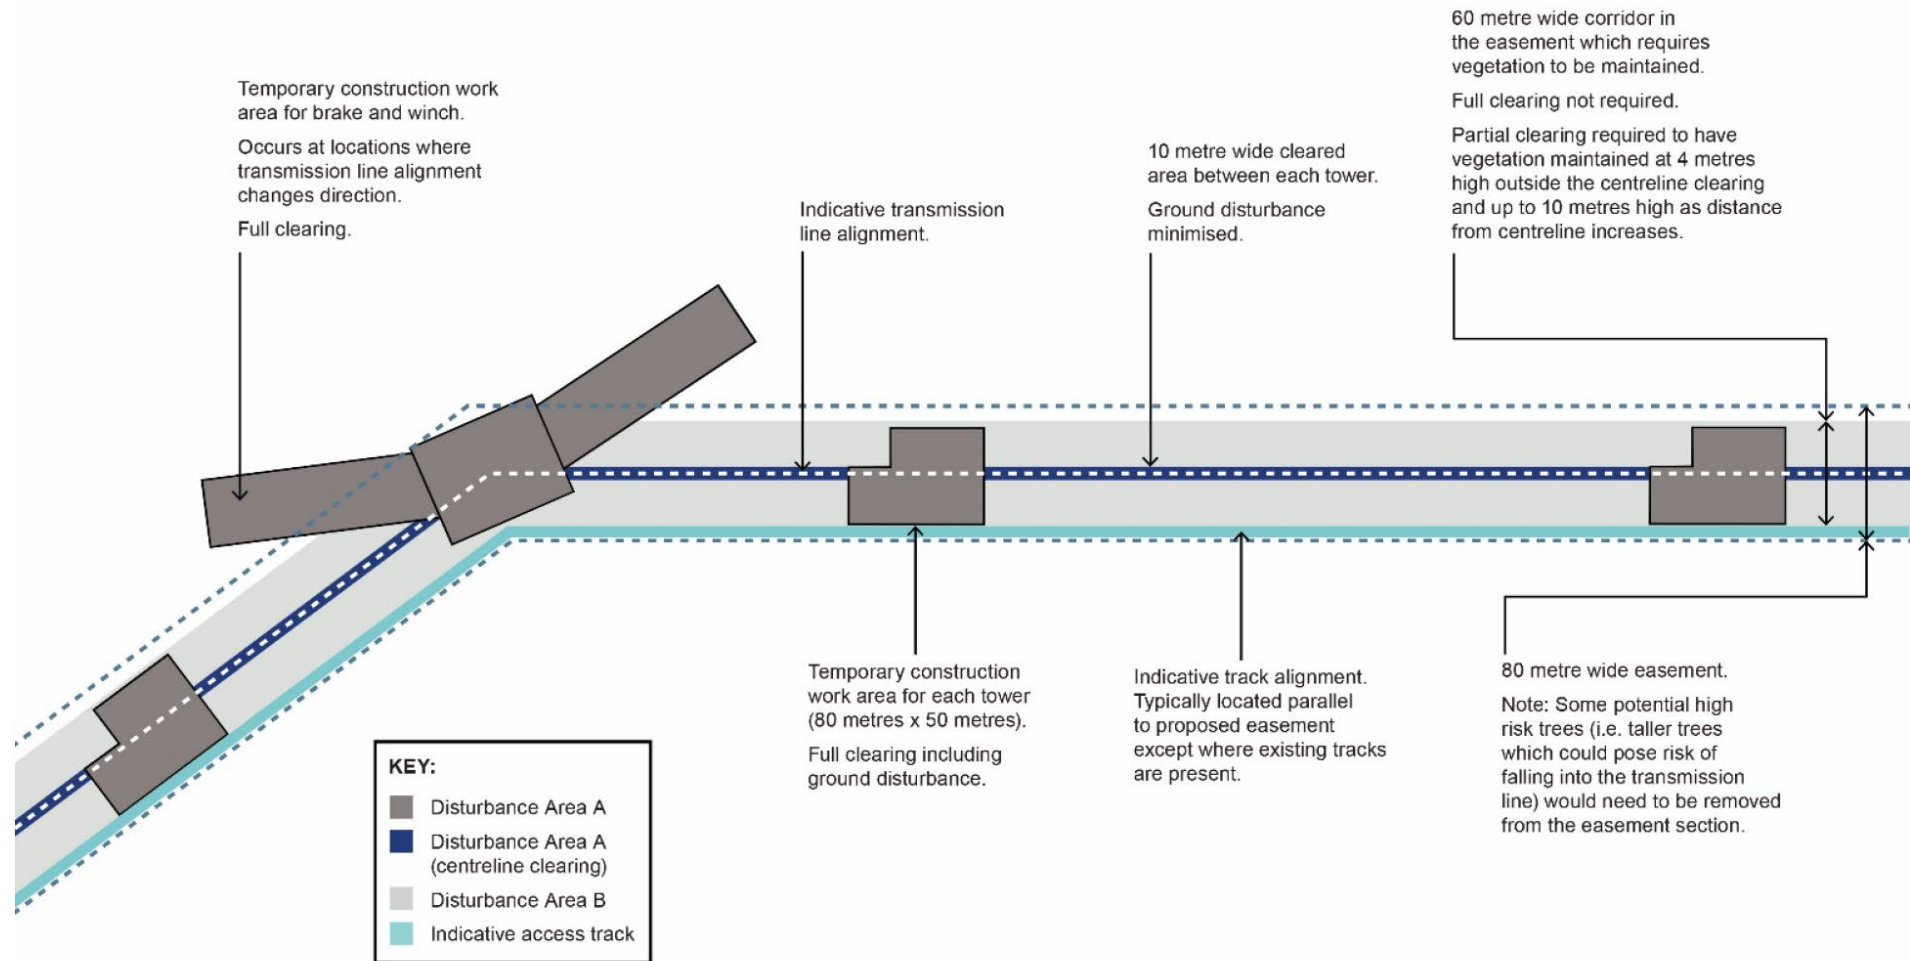 Temporary construction work
area for brake and winch.
Occurs at locations where
transmission line alignment
changes direction.
Full clearing.
Indicative transmission
line alignment.
10 metre wide cleared
area between each tower.
Ground disturbance
minimised.
60 metre wide corridor in
the easement which requires
vegetation to be maintained.
Full clearing not required.
Partial clearing required to have
vegetation maintained at 4 metres
high outside the centreline clearing
and up to 10 metres high as distance
from centreline increases.
Temporary construction
work area for each tower
(80 metres x 50 metres).
Full clearing including
ground disturbance.
Indicative track alignment.
Typically located parallel
to proposed easement
except where existing tracks
are present.
80 metre wide easement.
Note: Some potential high
risk trees (i.e. taller trees
which could pose risk of
falling into the transmission
line) would need to be removed
from the easement section.
KEY:
Disturbance Area A
Disturbance Area A
(centreline clearing)
Disturbance Area B
Indicative access track